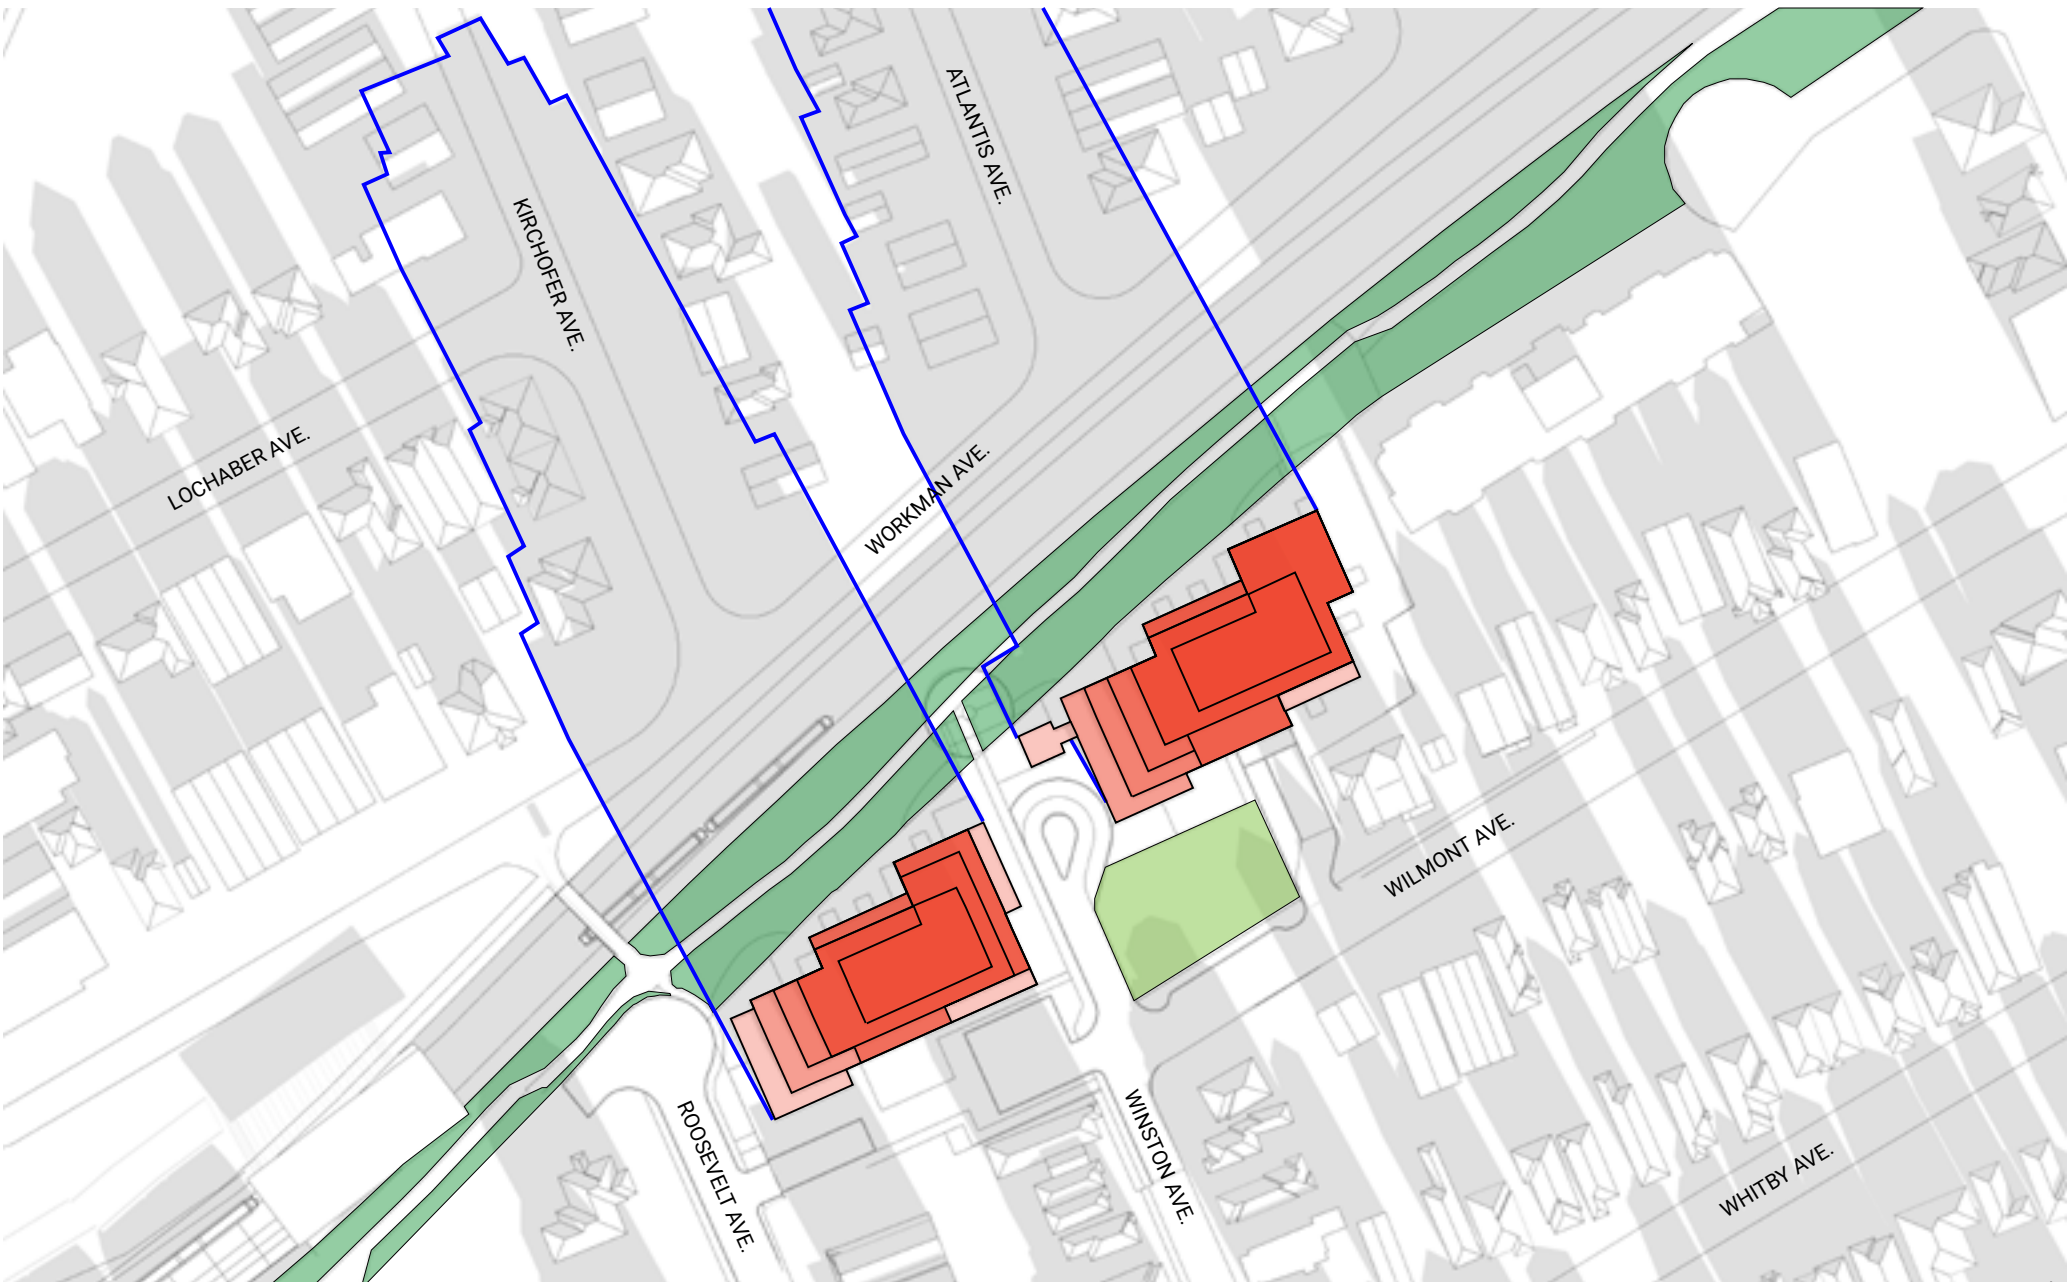 ATLANTIS AVE.
KIRCHOFER AVE.
LOCHABER AVE.
WORKMAN AVE.
WILMONT AVE.
ROOSEVELT AVE.
WINSTON AVE.
WHITBY AVE.